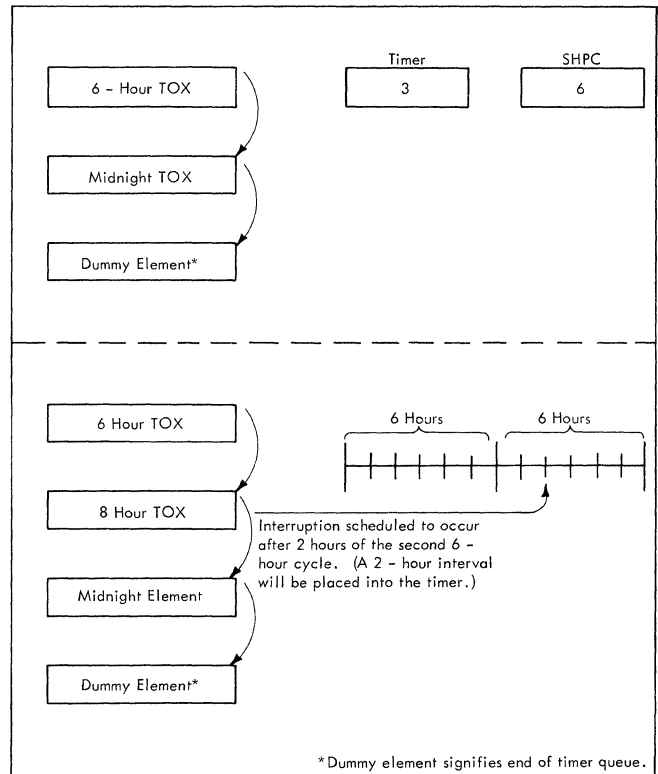 Timer
SHPC
6 - Hour TOX
3
6
Midnight TOX
Dummy Element*
6 Hour TOX
6 Hours
6 Hours
8 Hour TOX
Interruption scheduled to occur
after 2 hours of the second 6 -
hour cycle. (A 2 - hour interval
will be placed into the timer.)
Midnight Element
Dummy Element*
*Dummy element signifies end of timer queue.